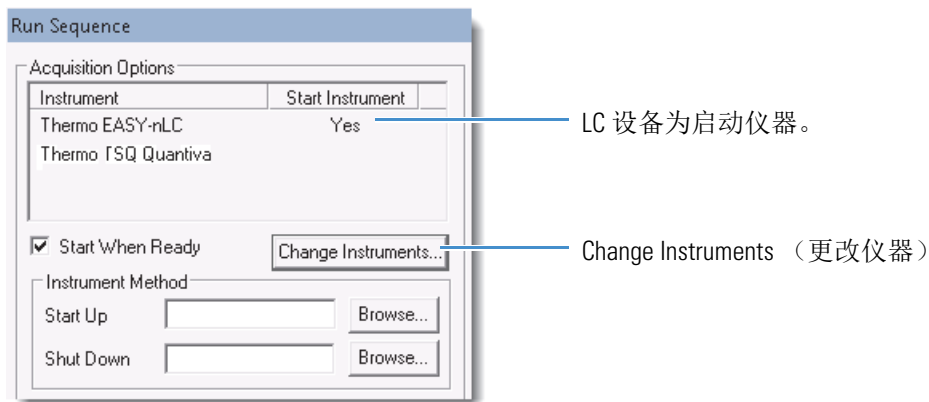 Run Sequence
Acquisition Options
Instrument Start Instrument
Thermo EASY-nLC Yes
LC 设备为启动仪器。
Thermo TSQ Quantiva
Start When Ready
Change Instruments...
Change Instruments （更改仪器）
Instrument Method
Start Up Browse...
Shut Down Browse...